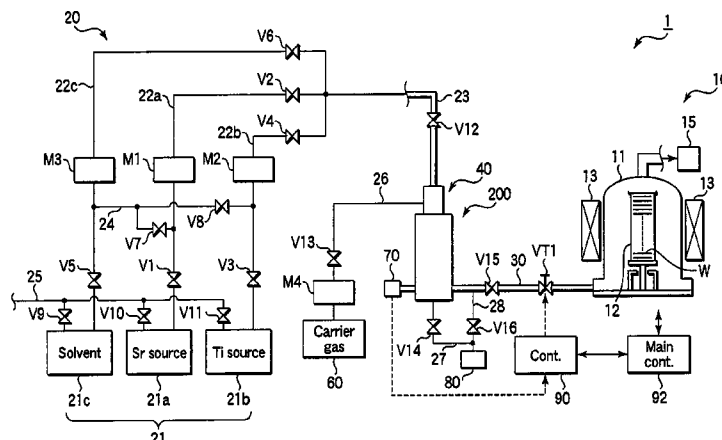 20
V6
1
22c
22a
V2
23
10
V4
V12
15
22b
11
M3
M1
M2
40
13
13
26
200
24
V8
V7
V13
VT1
V5
V1
V3
70
V15
30
W
25
M4
28
12
V9
V10
V11
V16
V14
27
Solvent
Sr source
Ti source
Carrier gas
Cont.
Main cont.
21c
21a
21b
60
80
90
92
21